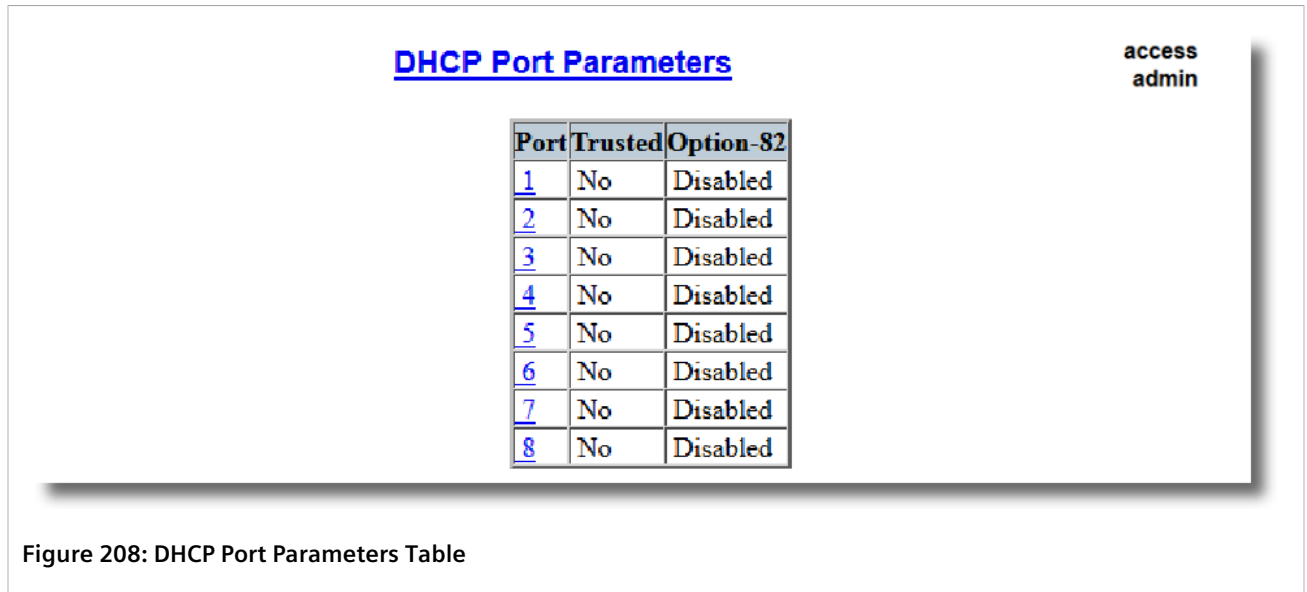 DHCP Port Parameters
access
admin
Port Trusted Option-82
1 No Disabled
2 No Disabled
3 No Disabled
4 No Disabled
5 No Disabled
6 No Disabled
7 No Disabled
8 No Disabled
Figure 208: DHCP Port Parameters Table